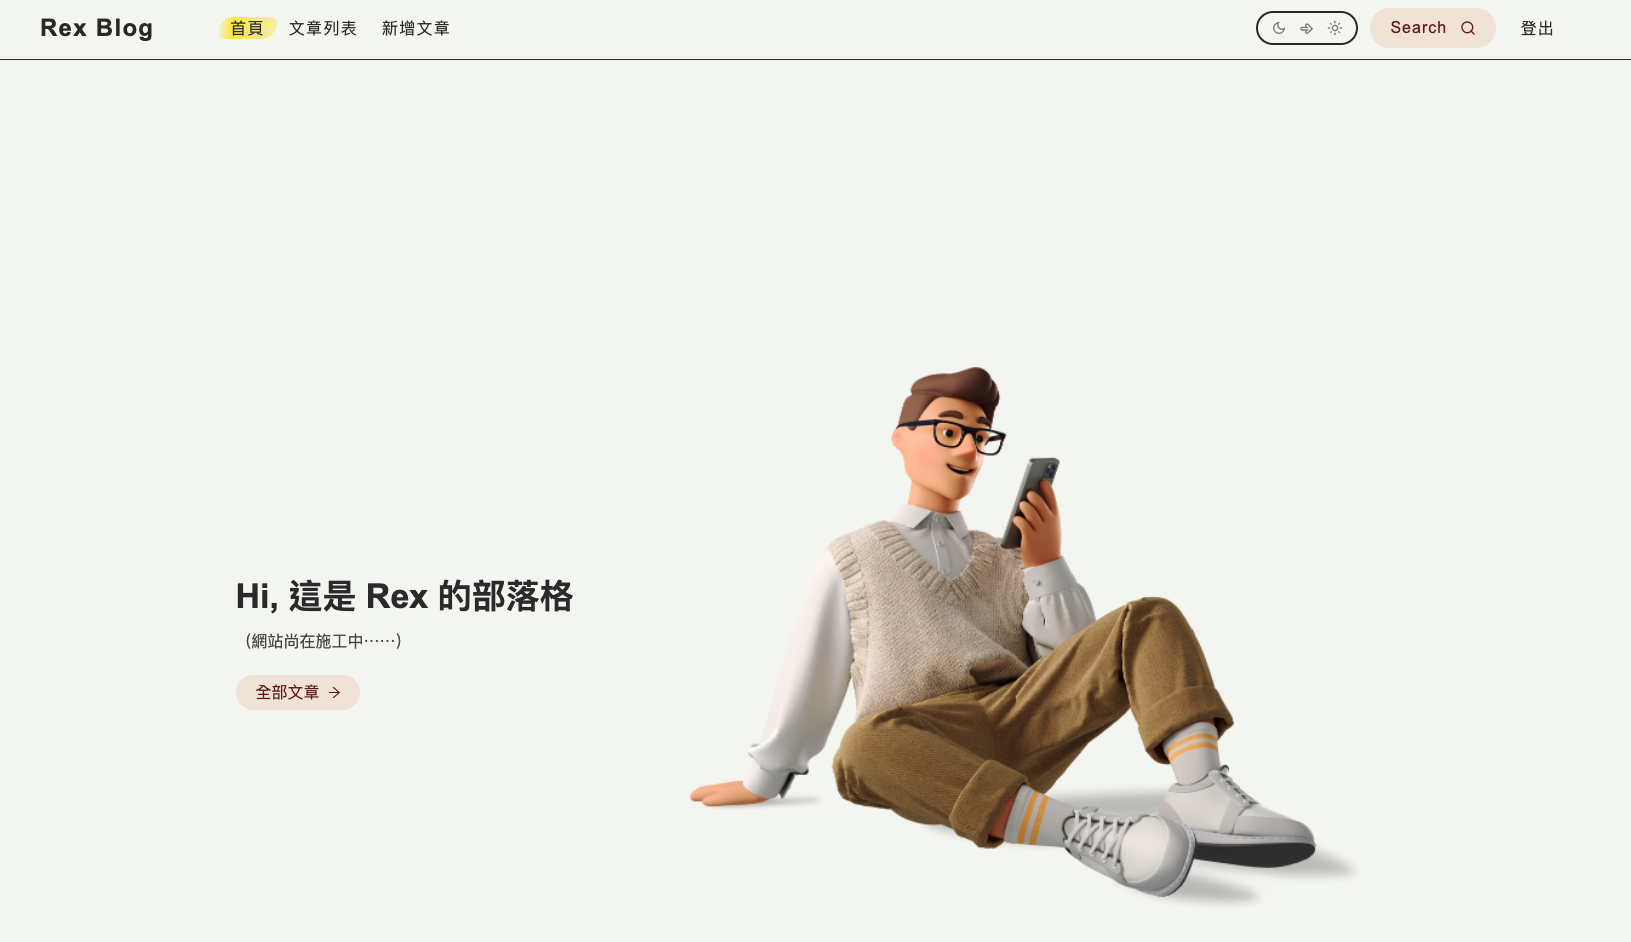 Rex Blog 首頁 文章列表 新增文章 Search 登出
Hi, 這是 Rex 的部落格
（網站尚在施工中⋯⋯）
全部文章 →